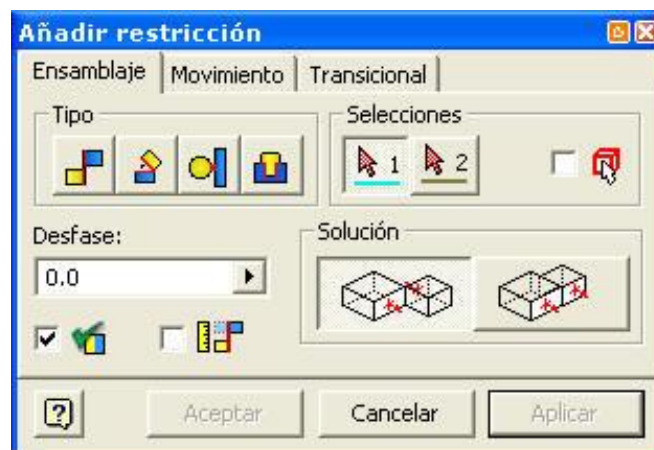 Añadir restricción
Ensamblaje Movimiento Transicional
Tipo Selecciones
1 2
Desfase: Solución
0.0
? Aceptar Cancelar Aplicar